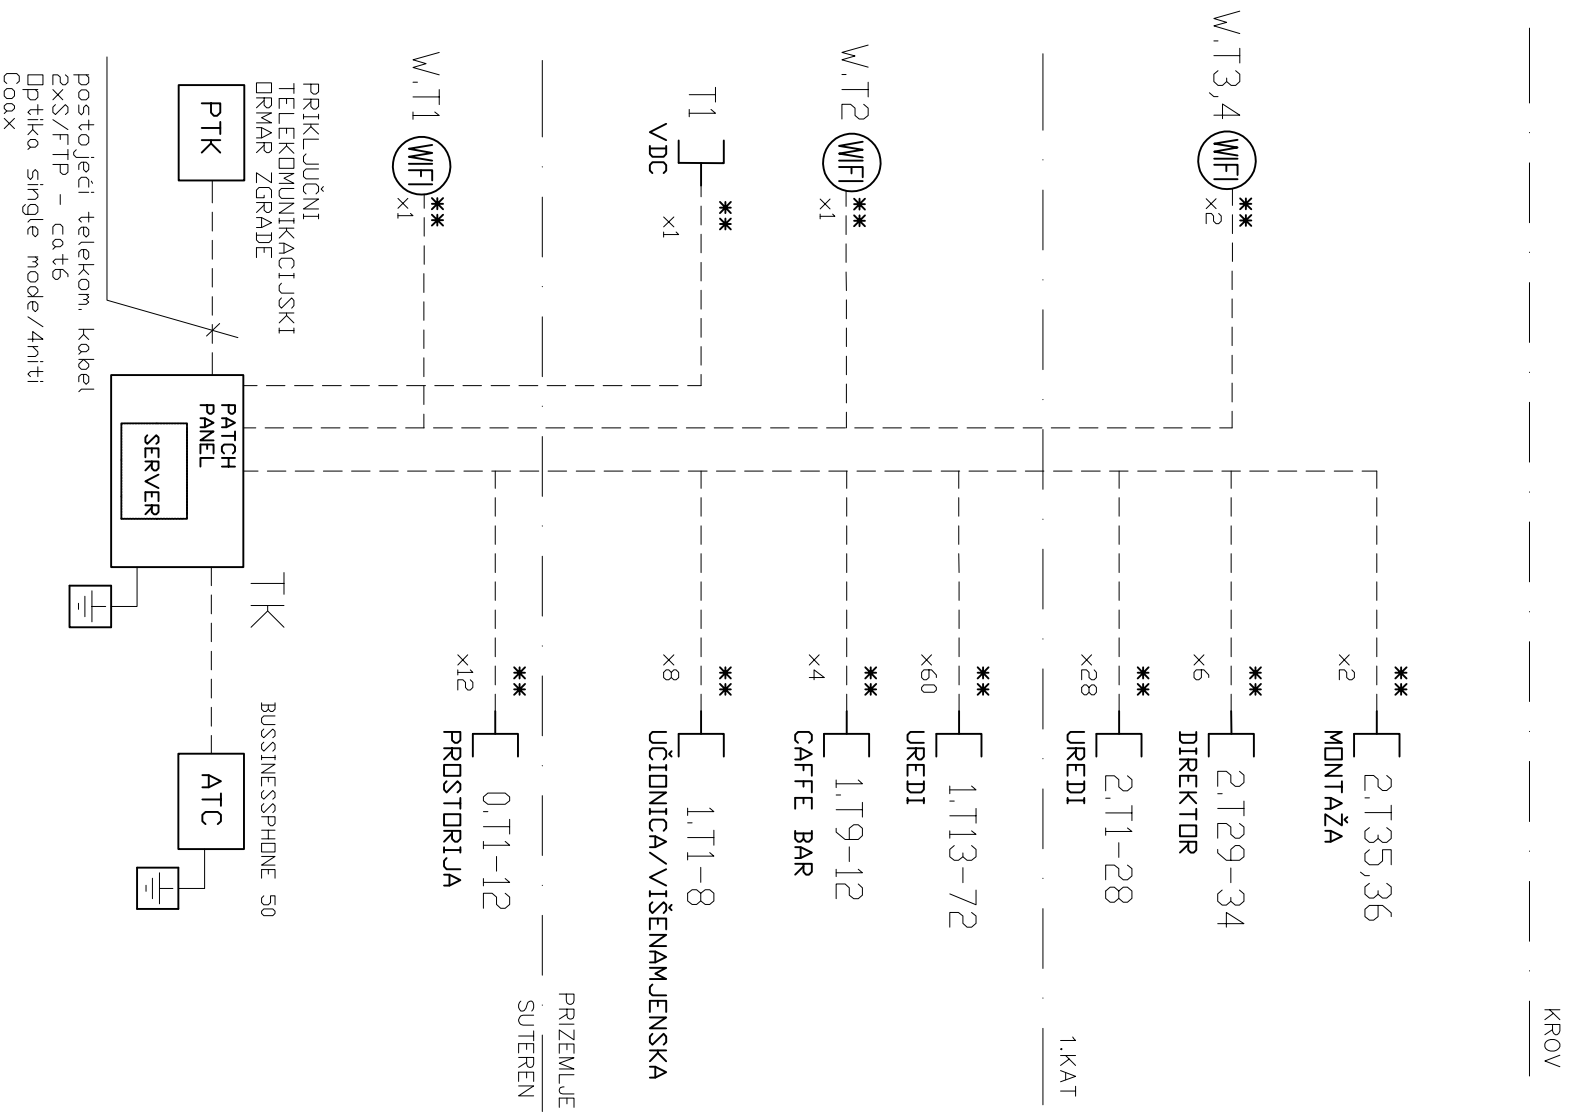 KROV
W.T3,4
WIFI
**
x2
**
x2
2.T35,36
MONTAŽA
**
x6
2.T29-34
DIREKTOR
**
x28
2.T1-28
UREDI
1.KAT
W.T2
WIFI
**
x1
T1
VDC
**
x1
**
x60
1.T13-72
UREDI
**
x4
1.T9-12
CAFFE BAR
**
x8
1.T1-8
UČIONICA/VIŠENAMJENSKA
PRIZEMLJE
SUTEREN
W.T1
WIFI
**
x1
**
x12
0.T1-12
PROSTORIJA
PRIKLJUČNI
TELEKOMUNIKACIJSKI
ORMAR ZGRADE
PTK
PATCH
PANEL
SERVER
TK
BUSSINESSPHONE 50
ATC
postojeći telekom. kabel
2xS/FTP - cat6
Optika single mode/4niti
Coax